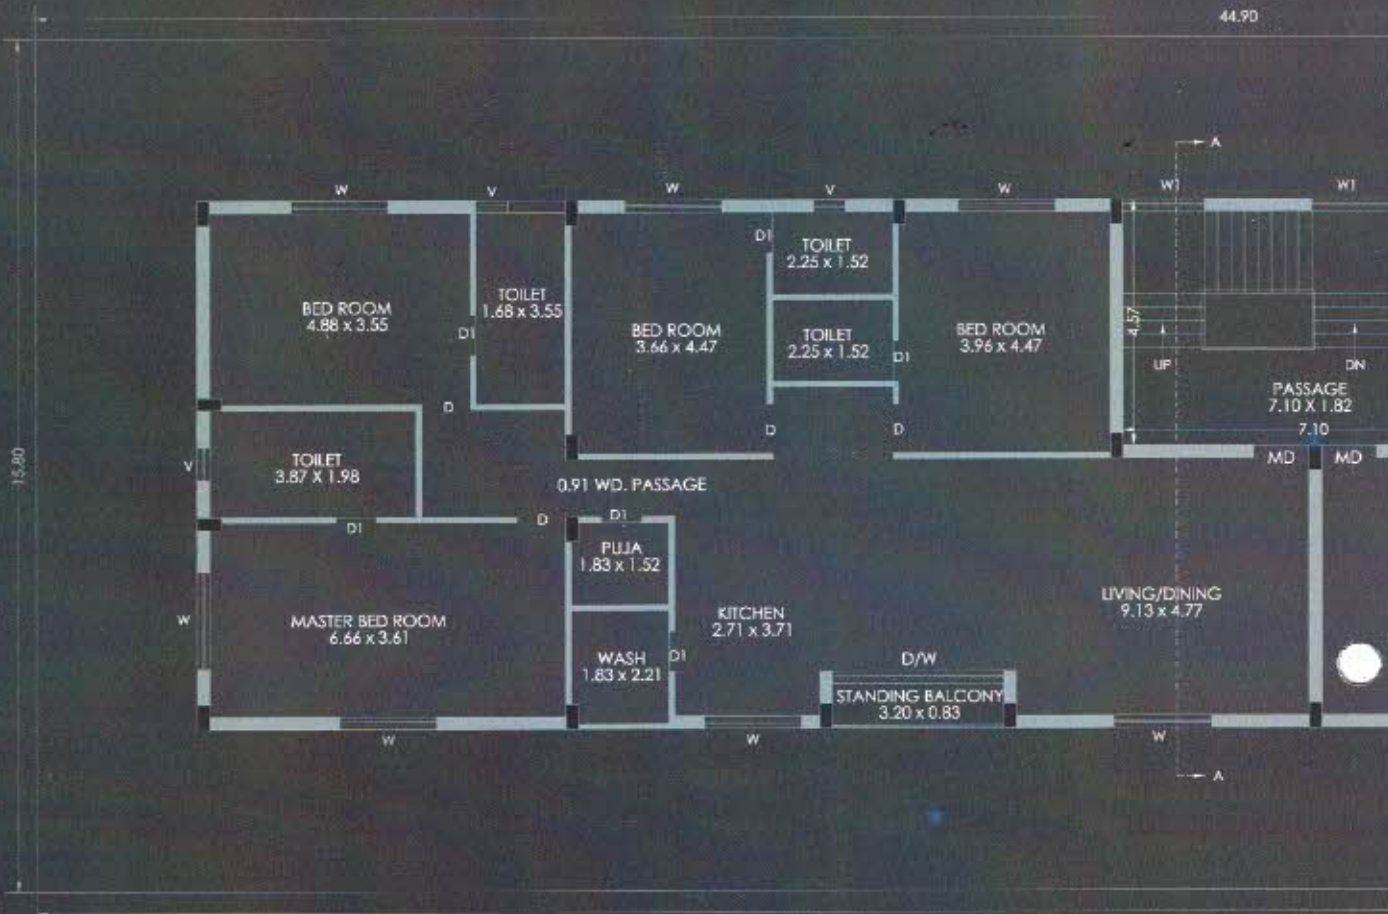 44.90
A
W
V
W
V
W
W1
W1
D1
TOILET
2.25 x 1.52
TOILET
1.68 x 3.55
BED ROOM
4.88 x 3.55
D1
BED ROOM
3.66 x 4.47
TOILET
2.25 x 1.52
D1
BED ROOM
3.96 x 4.47
4.57
UP
DN
PASSAGE
7.10 X 1.82
7.10
D
D
D
MD
MD
15.80
V
TOILET
3.87 X 1.98
0.91 WD. PASSAGE
D1
D
D1
PUJA
1.83 x 1.52
W
MASTER BED ROOM
6.66 x 3.61
KITCHEN
2.71 x 3.71
LIVING/DINING
9.13 x 4.77
WASH
1.83 x 2.21
D1
D/W
STANDING BALCONY
3.20 x 0.83
W
W
W
A